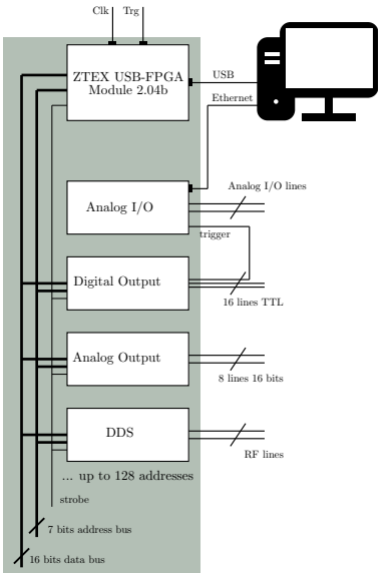 Clk Trg
ZTEX USB-FPGA
Module 2.04b
USB
Ethernet
Analog I/O lines
Analog I/O
trigger
Digital Output
16 lines TTL
Analog Output
8 lines 16 bits
DDS
RF lines
... up to 128 addresses
strobe
7 bits address bus
16 bits data bus